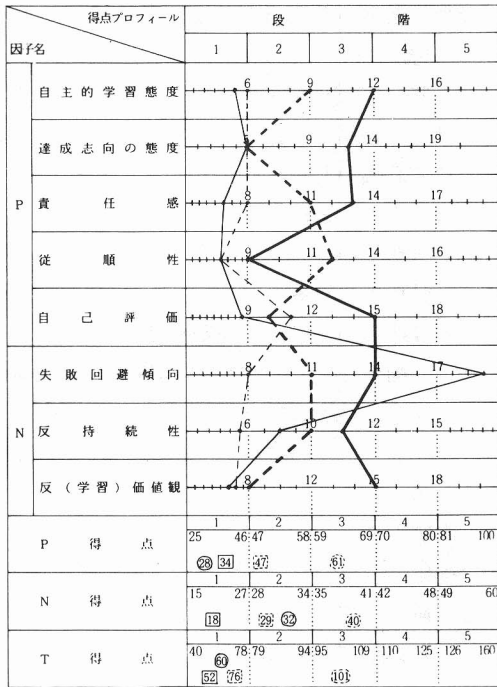 得点プロフィール
因子名
段 階
1 2 3 4 5
P
自主的学習態度
6 9 12 16
達成志向の態度
9 14 19
責任感
8 11 14 17
従順性
9 11 14 16
自己評価
9 12 15 18
N
失敗回避傾向
8 11 14 17
反持続性
6 10 12 14
反(学習)価値観
8 12 15 18
P 得 点
1 2 3 4 5
25 46 47 58 59 69 70 80 81 100
28 34 47 61
N 得 点
1 2 3 4 5
15 27 28 34 35 41 42 48 49 60
18 29 32 40
T 得 点
1 2 3 4 5
40 78 79 94 95 109 110 125 126 160
60
52 76 101